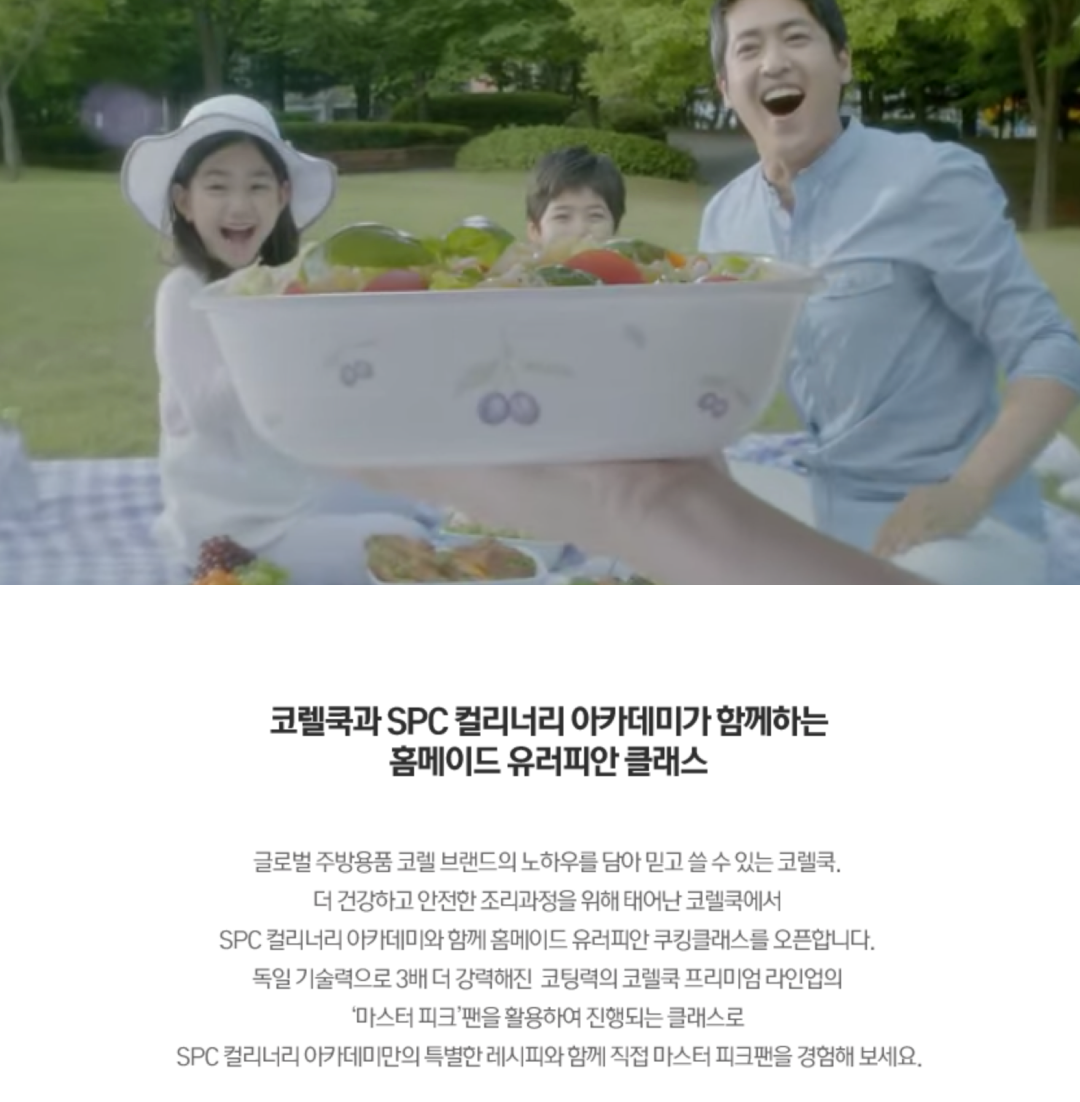 코렐쿡과 SPC 컬리너리 아카데미가 함께하는
홈메이드 유러피안 클래스
글로벌 주방용품 코렐 브랜드의 노하우를 담아 믿고 쓸 수 있는 코렐쿡.
더 건강하고 안전한 조리과정을 위해 태어난 코렐쿡에서
SPC 컬리너리 아카데미와 함께 홈메이드 유러피안 쿠킹클래스를 오픈합니다.
독일 기술력으로 3배 더 강력해진 코팅력의 코렐쿡 프리미엄 라인업의
‘마스터 피크’팬을 활용하여 진행되는 클래스로
SPC 컬리너리 아카데미만의 특별한 레시피와 함께 직접 마스터 피크팬을 경험해 보세요.